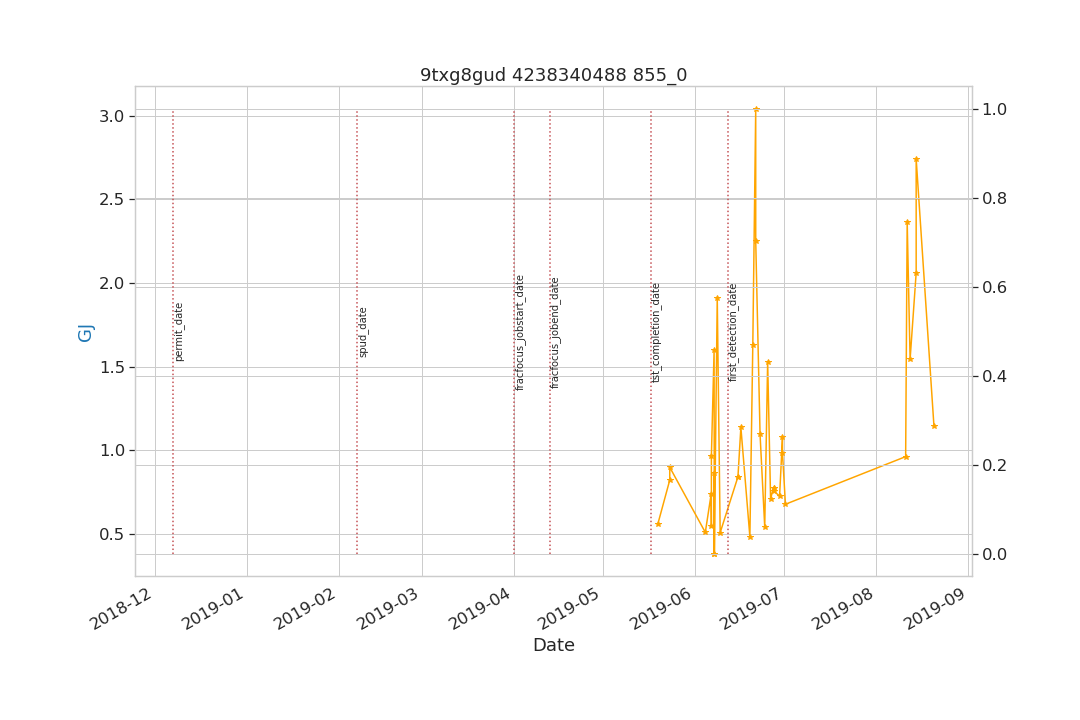 9txg8gud 4238340488 855_0
GJ
3.0
2.5
2.0
1.5
1.0
0.5
1.0
0.8
0.6
0.4
0.2
0.0
permit_date
spud_date
fracfocus_jobstart_date
fracfocus_jobend_date
tst_completion_date
first_detection_date
2018-12
2019-01
2019-02
2019-03
2019-04
2019-05
2019-06
2019-07
2019-08
2019-09
Date